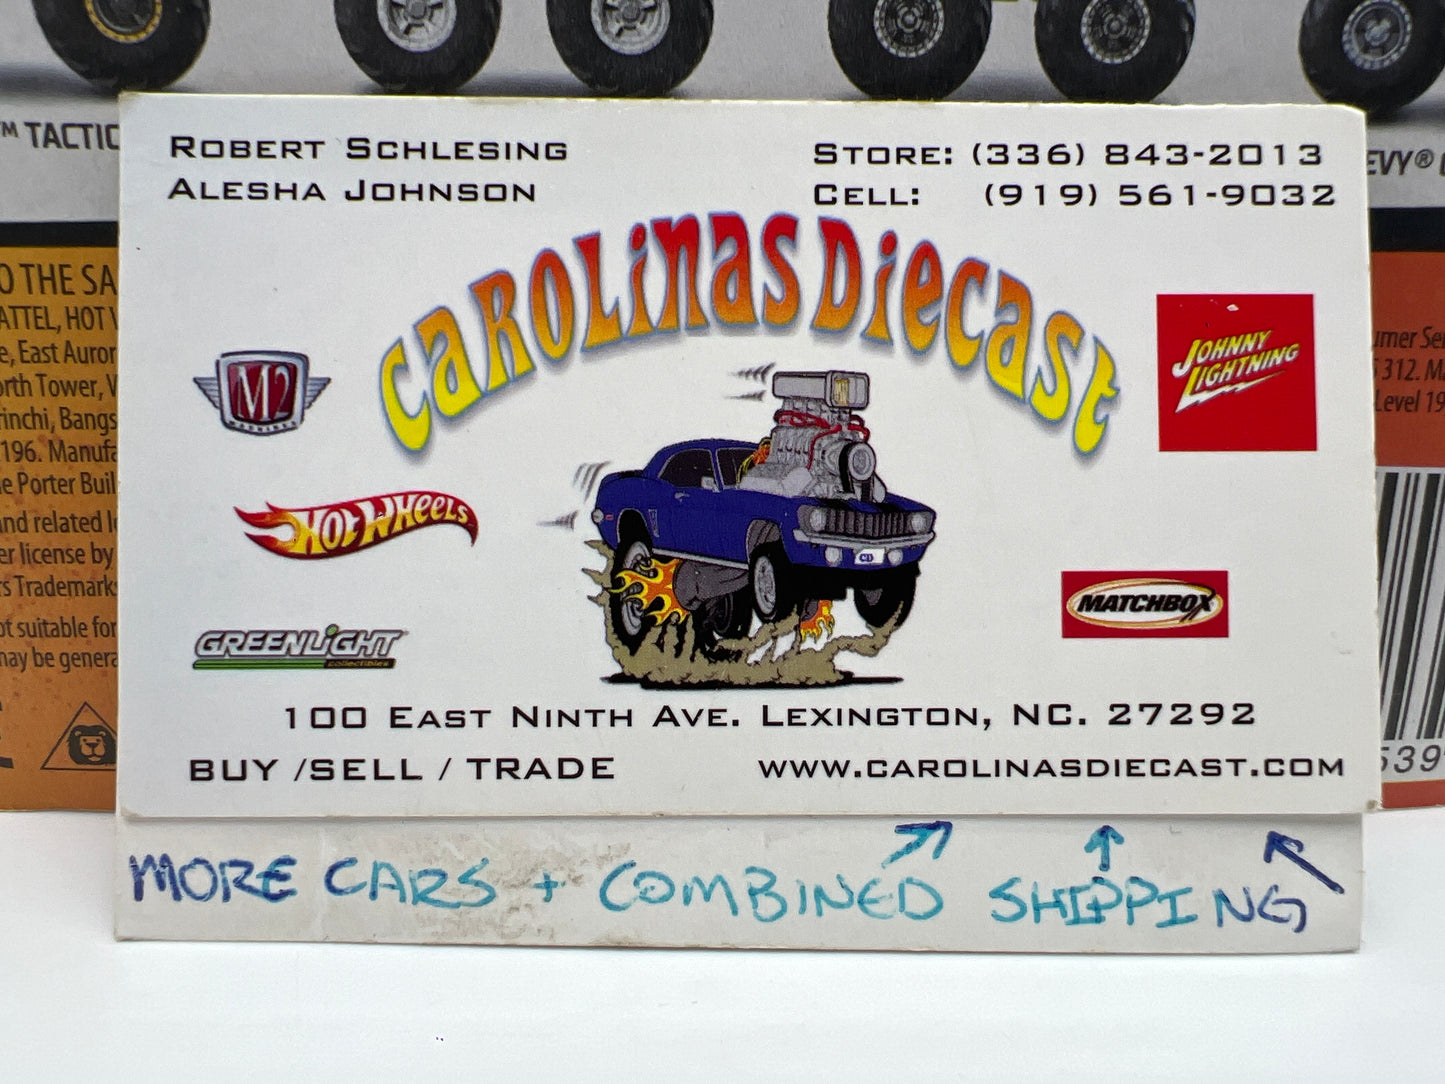 ™ TACTIC
EVY®
O THE SA
ATTEL, HOT
e, East Auror
orth Tower, V
rinchi, Bangs
196. Manufa
e Porter Buil
and related l
er license by
s Trademark
ot suitable for
may be genera
ROBERT SCHLESING
ALESHA JOHNSON
STORE: (336) 843-2013
CELL: (919) 561-9032
CAROLINAS DIECAST
M2
MACHINES
JOHNNY
LIGHTNING
HOT WHEELS
MATCHBOX
GREENLIGHT
collectibles
100 EAST NINTH AVE. LEXINGTON, NC. 27292
BUY /SELL / TRADE
WWW.CAROLINASDIECAST.COM
umer Se
312. M
Level 19
539
MORE CARS + COMBINED SHIPPING